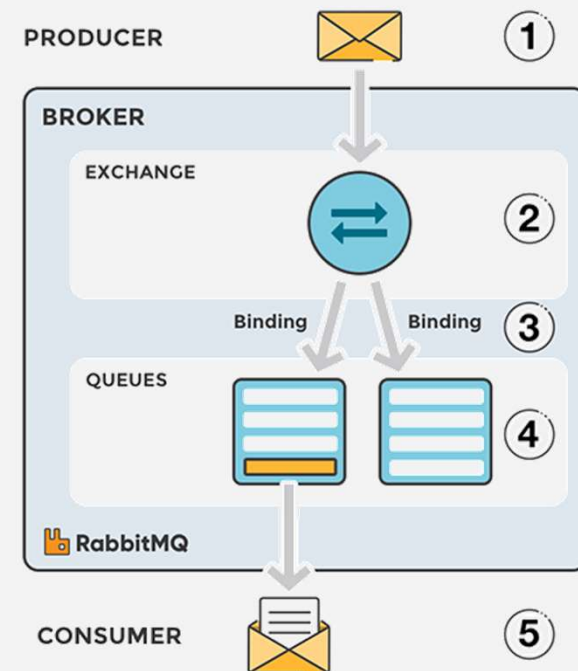 PRODUCER 1
BROKER
EXCHANGE
2
Binding Binding 3
QUEUES
4
RabbitMQ
CONSUMER 5